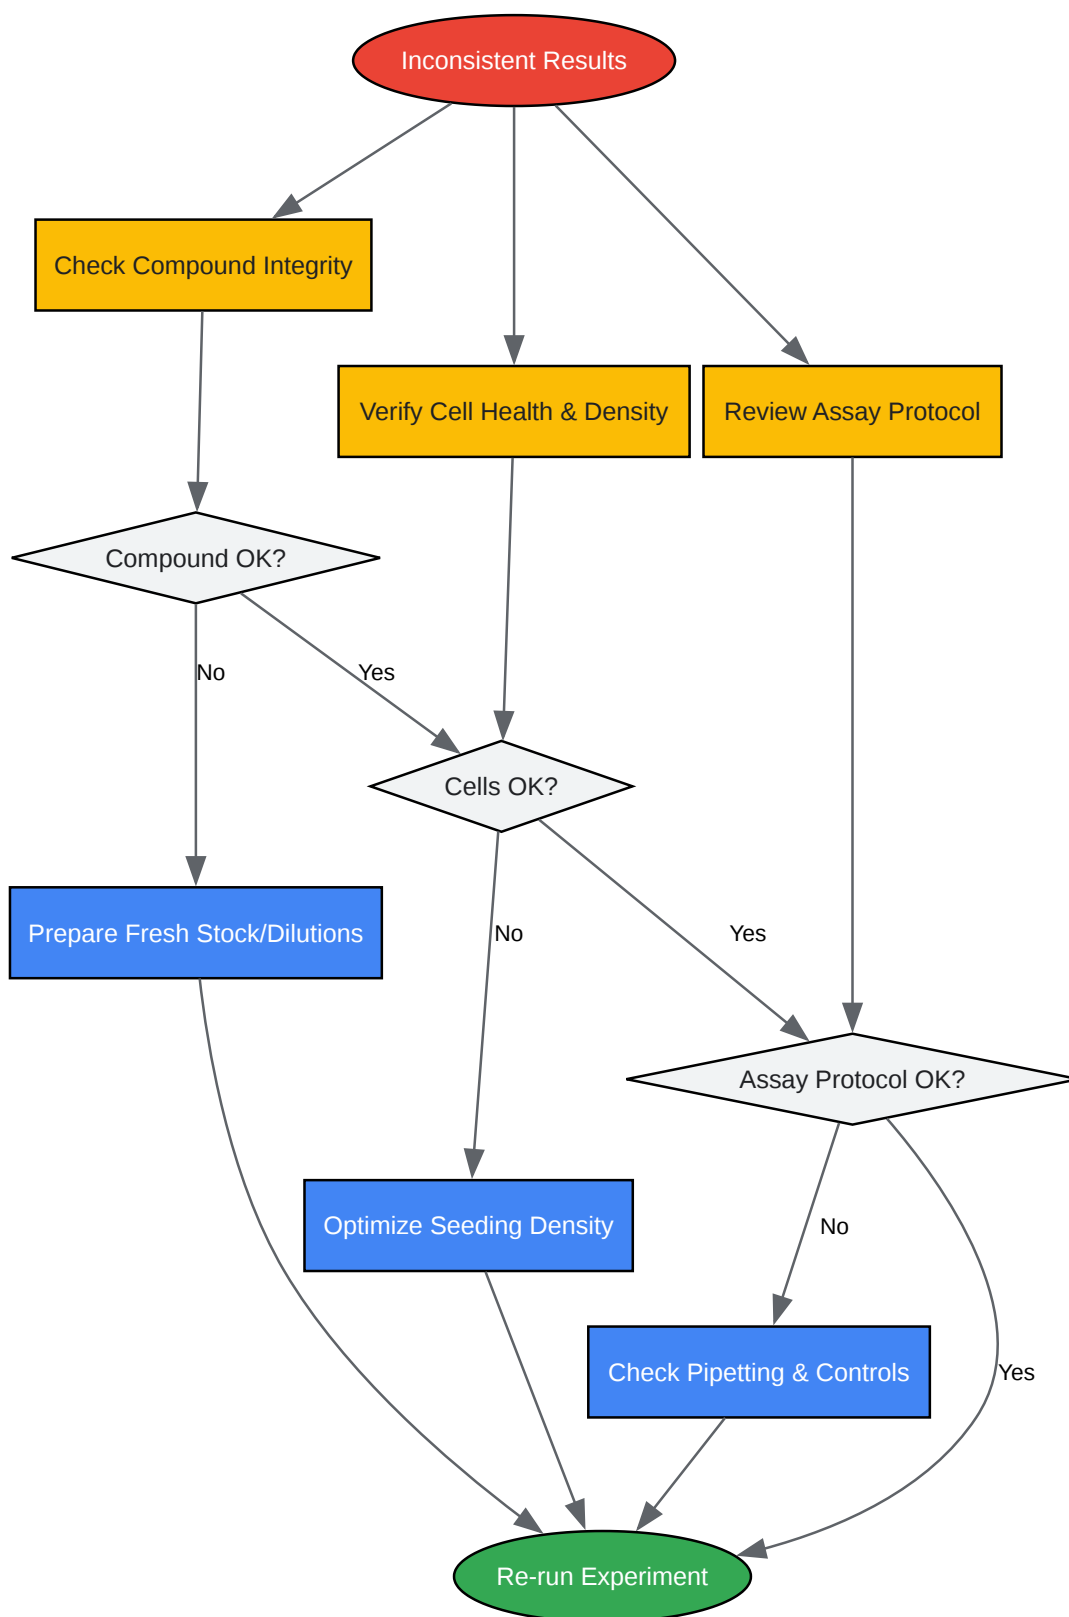 Inconsistent Results
Check Compound Integrity
Verify Cell Health & Density
Review Assay Protocol
Compound OK?
No
Yes
Cells OK?
Prepare Fresh Stock/Dilutions
No
Yes
Assay Protocol OK?
Optimize Seeding Density
No
Check Pipetting & Controls
Yes
Re-run Experiment